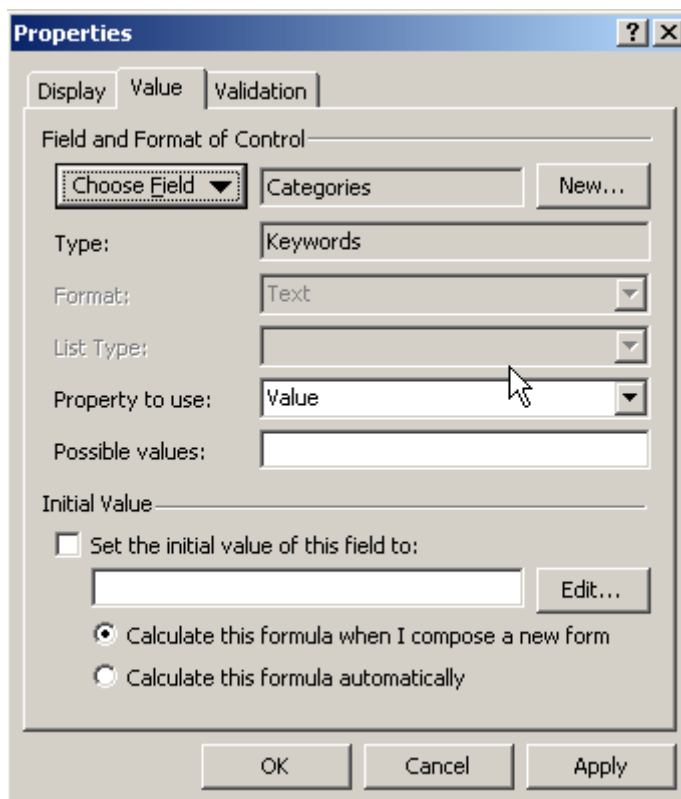 Properties
Display Value Validation
Field and Format of Control
Choose Field Categories New...
Type: Keywords
Format: Text
List Type:
Property to use: Value
Possible values:
Initial Value
Set the initial value of this field to:
Edit...
Calculate this formula when I compose a new form
Calculate this formula automatically
OK Cancel Apply